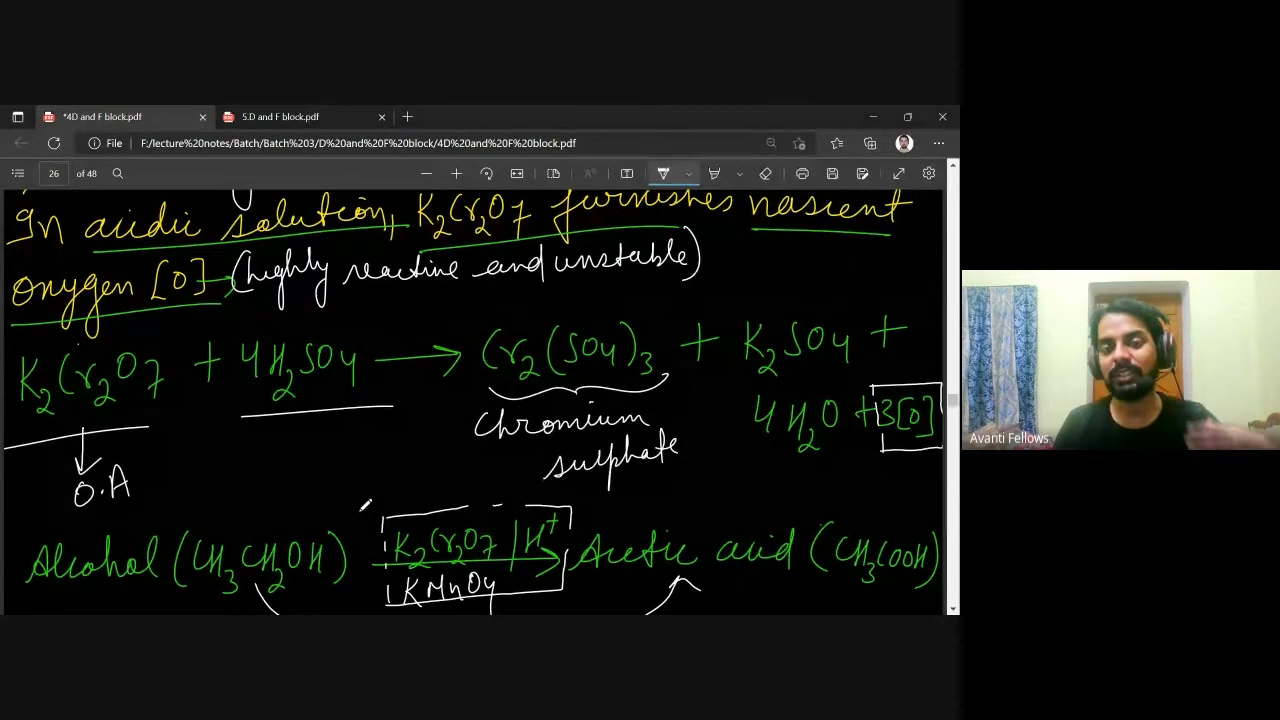 *4D and F block.pdf
5.D and F block.pdf
File F:/lecture%20notes/Batch/Batch%203/D%20and%20F%20block/4D%20and%20F%20block.pdf
26 of 48
In acidic solution, K2Cr2O7 furnishes nascent
oxygen [O] → (highly reactive and unstable)
K2Cr2O7 + 4H2SO4 → Cr2(SO4)3 + K2SO4 +
4H2O + 3[O]
Chromium
sulphate
O.A
Alcohol (CH3CH2OH) K2Cr2O7 | H+ → Acetic acid (CH3COOH)
KMnO4
Avanti Fellows